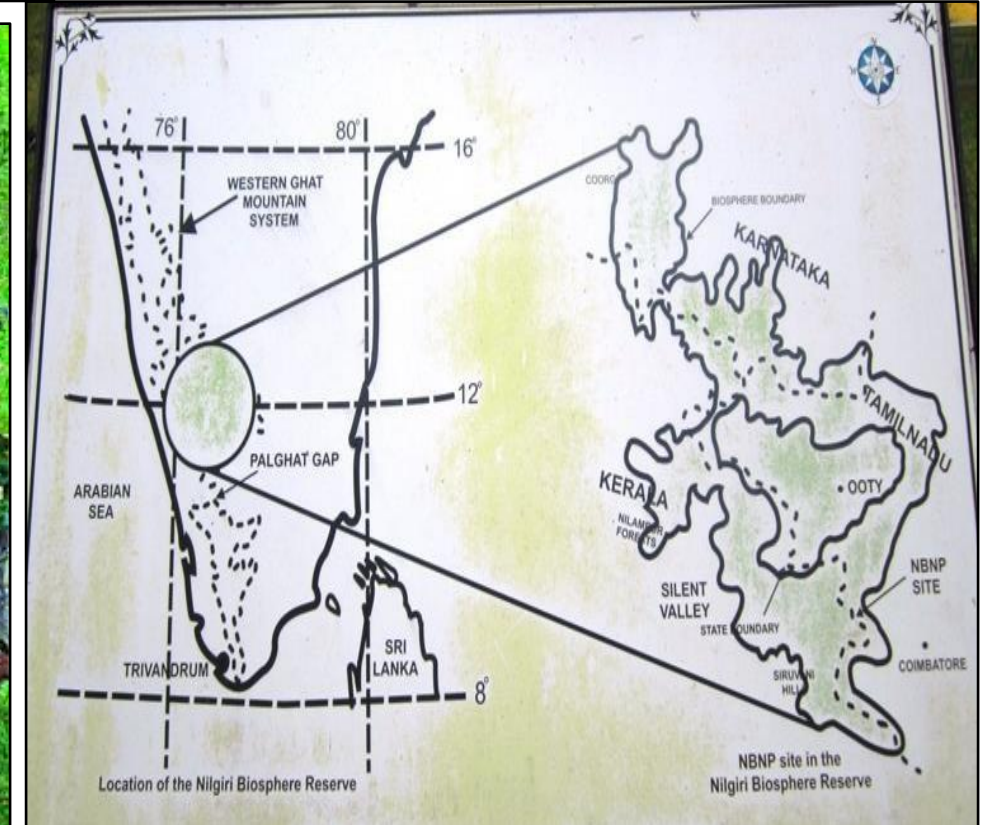 76°
80°
16°
WESTERN GHAT
MOUNTAIN
SYSTEM
12°
PALGHAT GAP
ARABIAN
SEA
TRIVANDRUM
SRI
LANKA
8°
Location of the Nilgiri Biosphere Reserve
N
E
S
W
COORG
BIOSPHERE BOUNDARY
KARNATAKA
TAMILNADU
KERALA
OOTY
NILAMBUR
FORESTS
SILENT
VALLEY
STATE BOUNDARY
NBNP
SITE
COIMBATORE
SIRUVANI
HILL
NBNP site in the
Nilgiri Biosphere Reserve